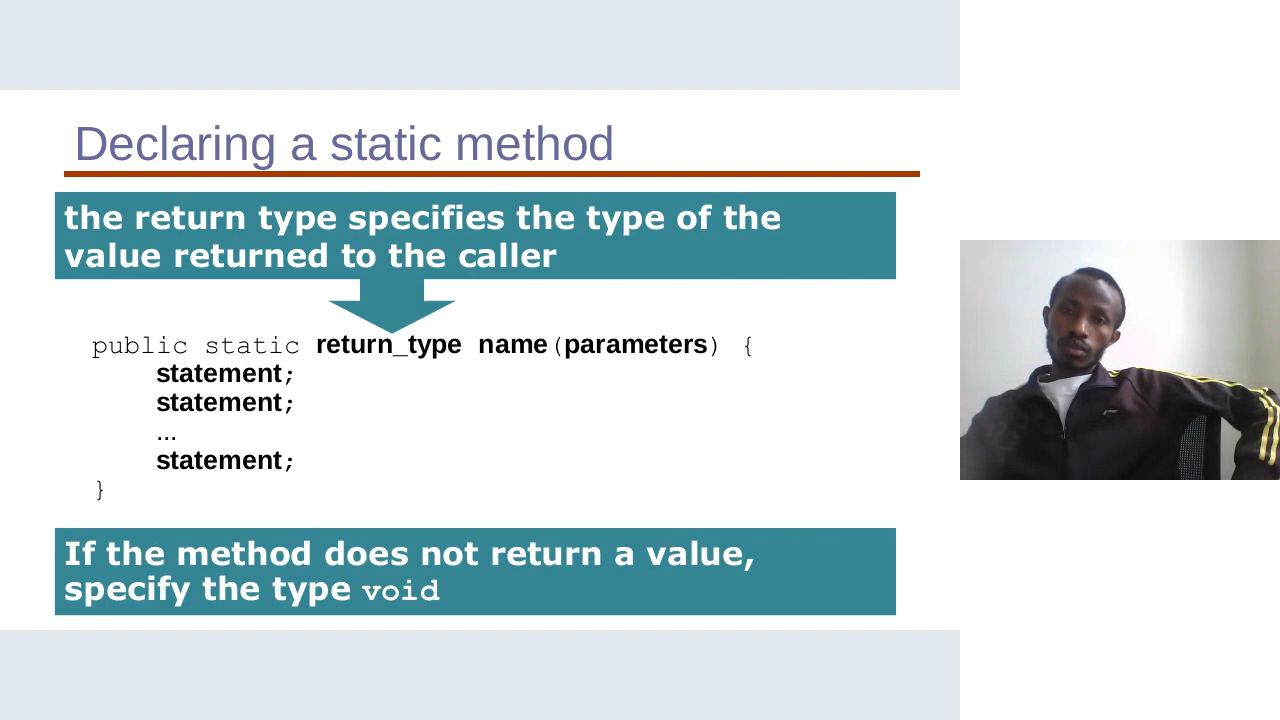 Declaring a static method
the return type specifies the type of the
value returned to the caller
public static return_type name(parameters) {
statement;
statement;
...
statement;
}
If the method does not return a value,
specify the type void